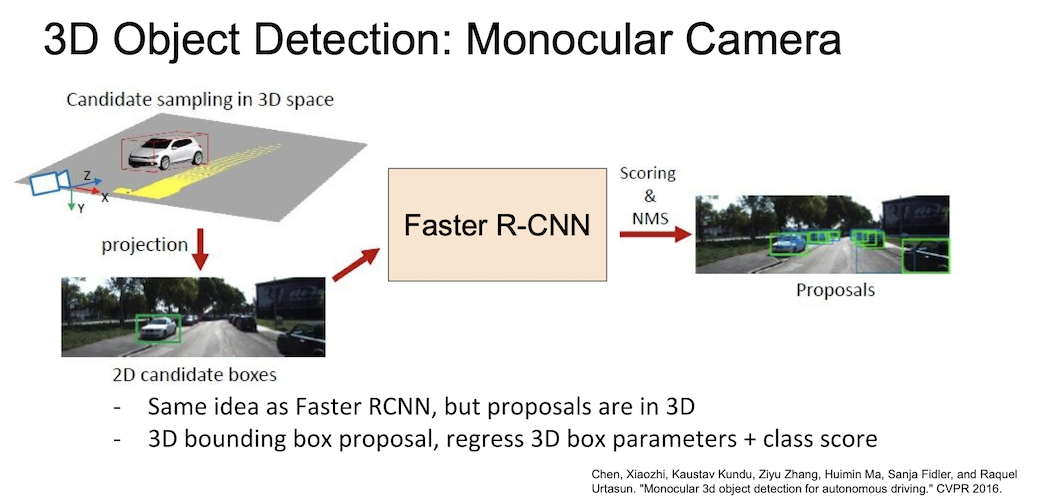 3D Object Detection: Monocular Camera
Candidate sampling in 3D space
Z
X
Y
projection
2D candidate boxes
Faster R-CNN
Scoring
&
NMS
Proposals
- Same idea as Faster RCNN, but proposals are in 3D
- 3D bounding box proposal, regress 3D box parameters + class score
Chen, Xiaozhi, Kaustav Kundu, Ziyu Zhang, Huimin Ma, Sanja Fidler, and Raquel
Urtasun. "Monocular 3d object detection for autonomous driving." CVPR 2016.